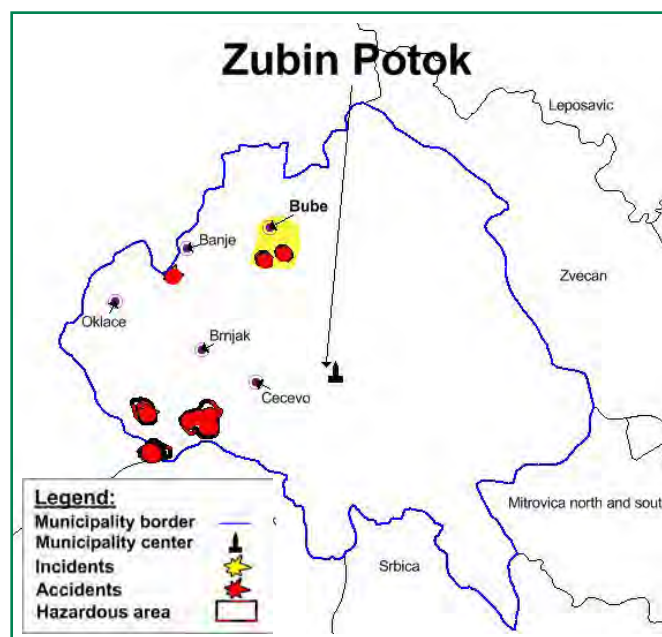 Zubin Potok
Leposavic
Bube
Banje
Zvecan
Oklace
Brnjak
Cecevo
Mitrovica north and sout
Srbica
Legend:
Municipality border
Municipality center
Incidents
Accidents
Hazardous area